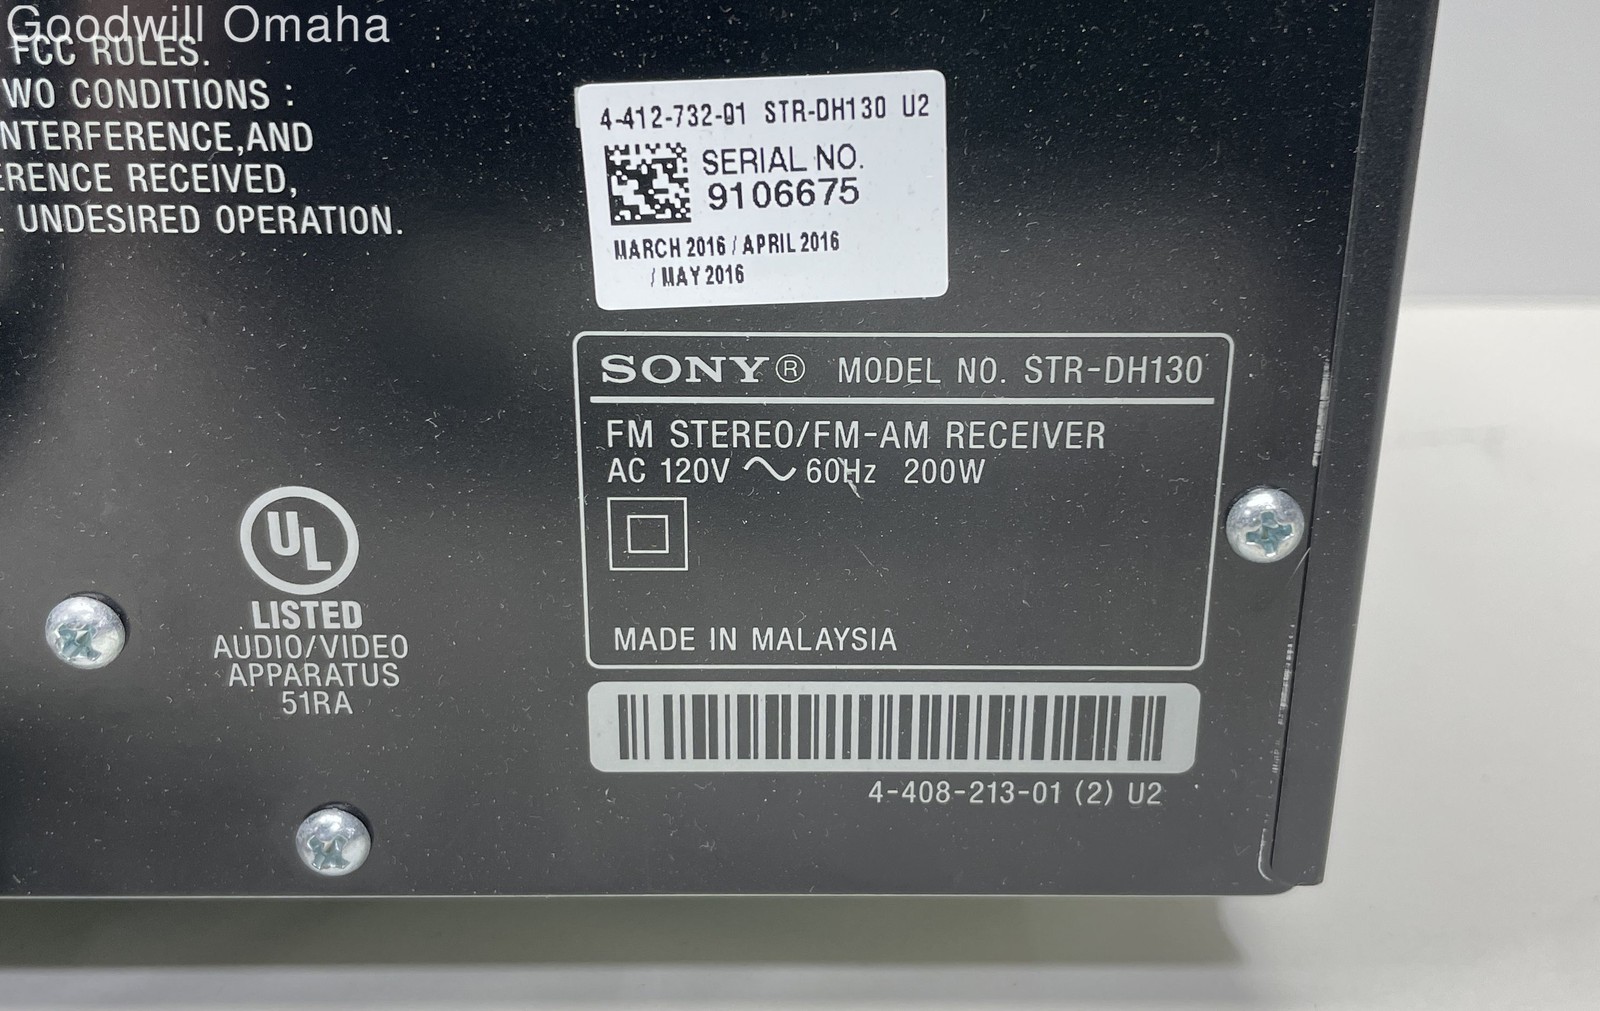 Goodwill Omaha
FCC RULES.
WO CONDITIONS :
NTERFERENCE,AND
ERENCE RECEIVED,
UNDESIRED OPERATION.
4-412-732-01 STR-DH130 U2
SERIAL NO.
9106675
MARCH 2016 / APRIL 2016
/ MAY 2016
SONY® MODEL NO. STR-DH130
FM STEREO/FM-AM RECEIVER
AC 120V ~ 60Hz 200W
MADE IN MALAYSIA
4-408-213-01 (2) U2
UL
LISTED
AUDIO/VIDEO
APPARATUS
51RA